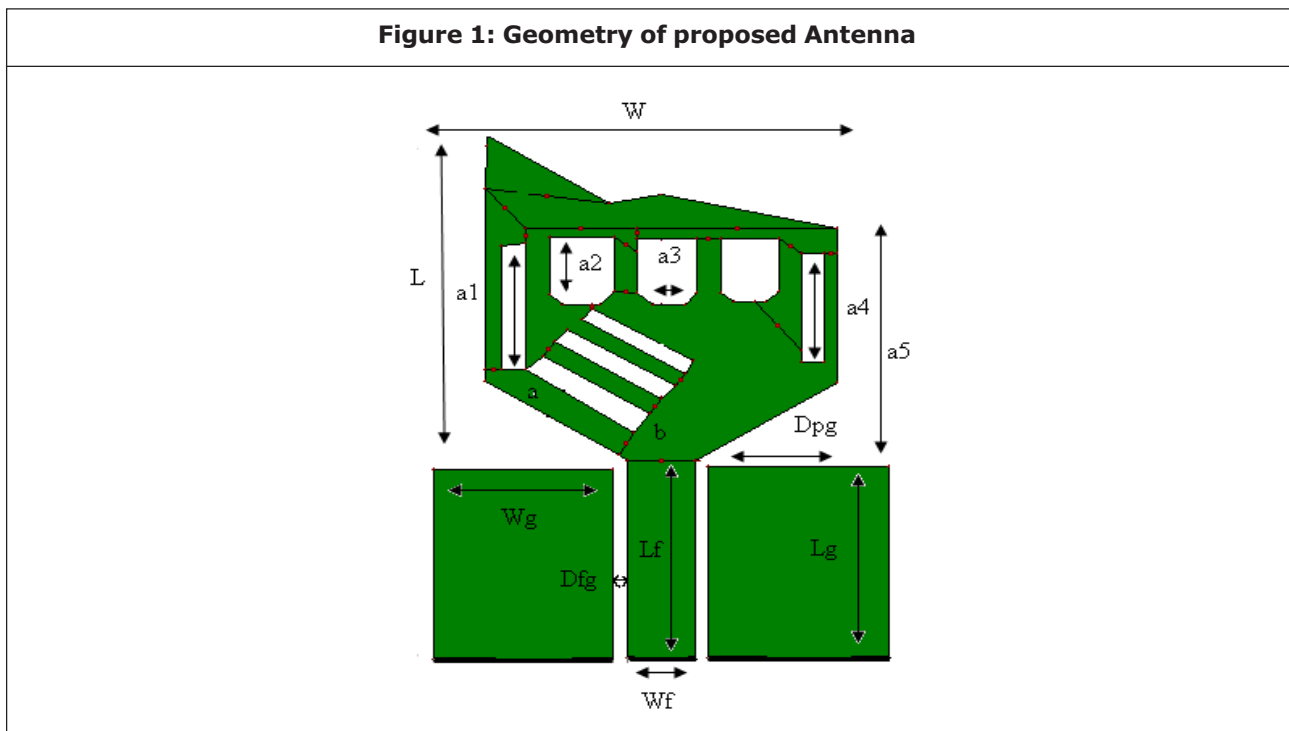 Figure 1: Geometry of proposed Antenna
W
L
a1
a2
a3
a4
a5
a
b
Dpg
Wg
Lf
Lg
Dfg
Wf